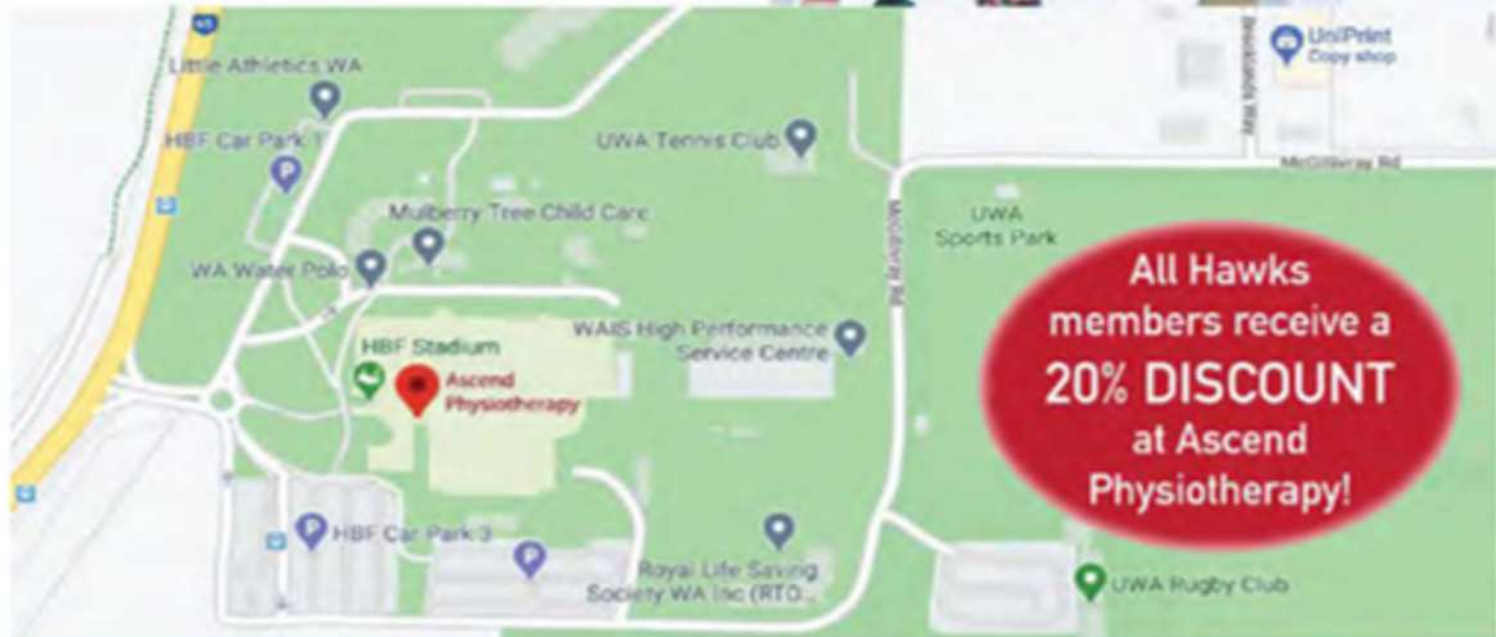 Little Athletics WA
HBF Car Park 1
P
UWA Tennis Club
UniPrint
Copy shop
McGillivray Rd
Mulberry Tree Child Care
WA Water Polo
McGillivray Rd
UWA
Sports Park
WAIS High Performance
Service Centre
HBF Stadium
Ascend
Physiotherapy
All Hawks
members receive a
20% DISCOUNT
at Ascend
Physiotherapy!
P
HBF Car Park 3
P
Royal Life Saving
Society WA Inc (RTO...
UWA Rugby Club